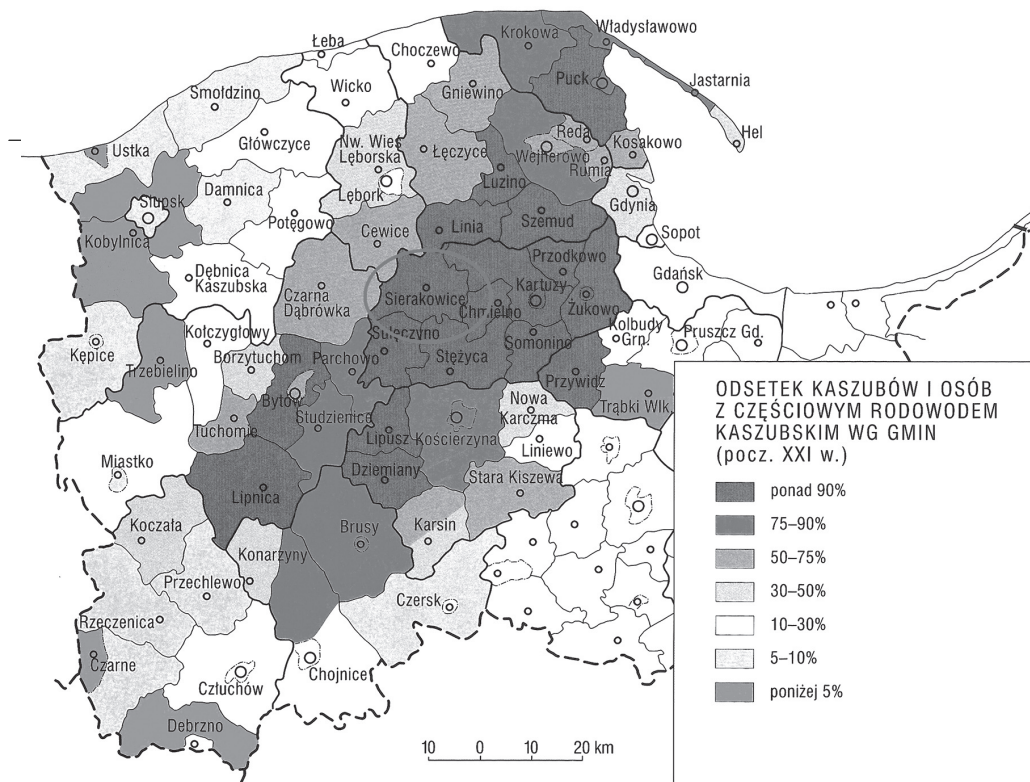 Łeba
Choczewo
Krokowa
Władysławowo
Wicko
Puck
Jastarnia
Smołdzino
Gniewino
Hel
Ustka
Główczyce
Nw. Wieś
Lęborska
Łęczyce
Reda
Kosakowo
Wejherowo
Rumia
Luzino
Słupsk
Damnica
Lębork
Gdynia
Potęgowo
Linia
Szemud
Sopot
Kobylnica
Cewice
Przodkowo
Dębnica
Kaszubska
Gdańsk
Czarna
Dąbrówka
Sierakowice
Kartuzy
Chmielno
Żukowo
Kołczygłowy
Sulęczyno
Somonino
Kolbudy
Grn.
Pruszcz Gd.
Kępice
Borzytuchom
Parchowo
Stężyca
Trzebielino
Przywidz
Bytów
Nowa
Karczma
Trąbki Wlk.
Studzienice
Tuchomie
Lipusz
Kościerzyna
Liniewo
Miastko
Dziemiany
Lipnica
Stara Kiszewa
Koczała
Brusy
Karsin
Konarzyny
Przechlewo
Czersk
Rzeczenica
Czarne
Człuchów
Chojnice
Debrzno
10 0 10 20 km
ODSETEK KASZUBÓW I OSÓB
Z CZĘŚCIOWYM RODOWODEM
KASZUBSKIM WG GMIN
(pocz. XXI w.)
ponad 90%
75–90%
50–75%
30–50%
10–30%
5–10%
poniżej 5%